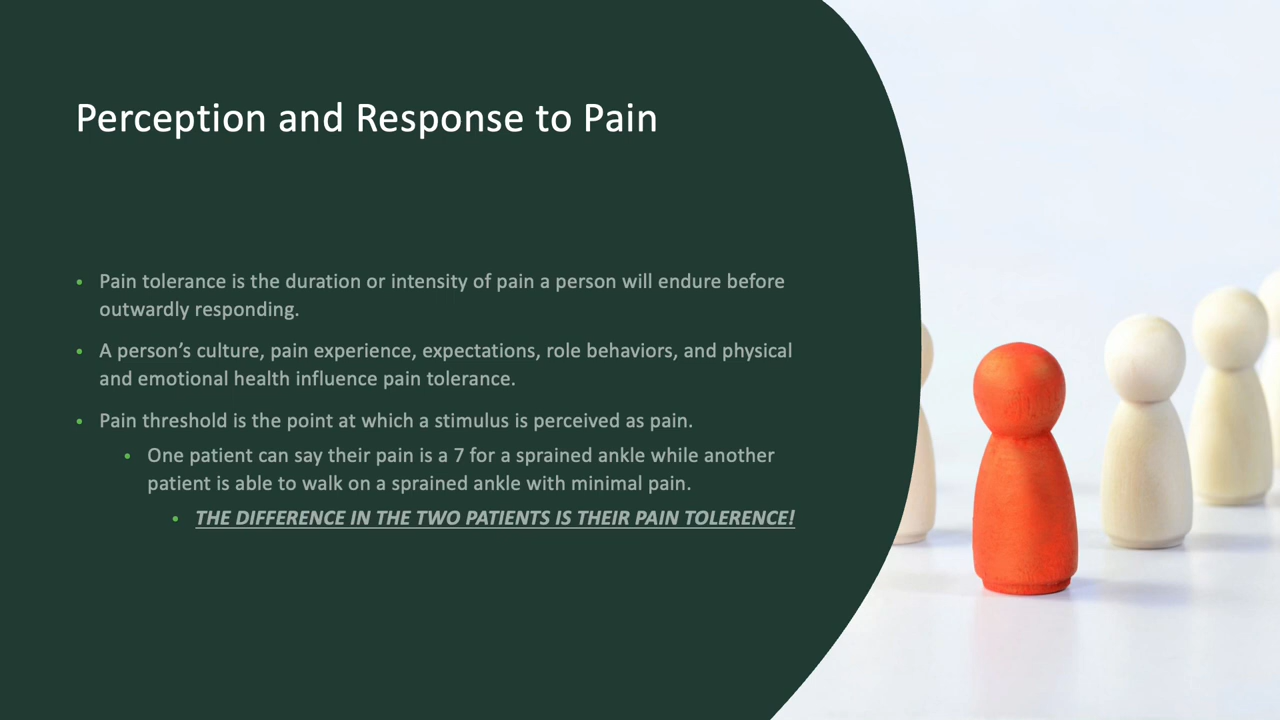 Perception and Response to Pain
• Pain tolerance is the duration or intensity of pain a person will endure before
outwardly responding.
• A person’s culture, pain experience, expectations, role behaviors, and physical
and emotional health influence pain tolerance.
• Pain threshold is the point at which a stimulus is perceived as pain.
• One patient can say their pain is a 7 for a sprained ankle while another
patient is able to walk on a sprained ankle with minimal pain.
• THE DIFFERENCE IN THE TWO PATIENTS IS THEIR PAIN TOLERENCE!